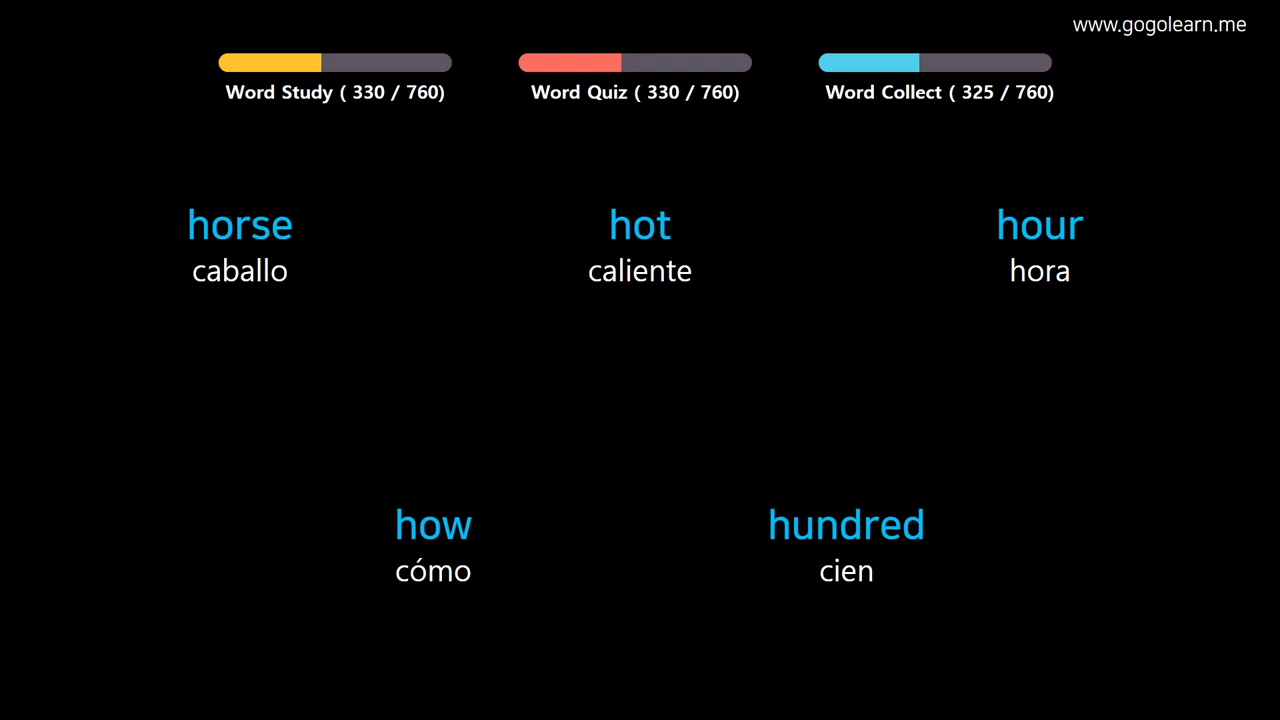 www.gogolearn.me
Word Study ( 330 / 760)
Word Quiz ( 330 / 760)
Word Collect ( 325 / 760)
horse
caballo
hot
caliente
hour
hora
how
cómo
hundred
cien